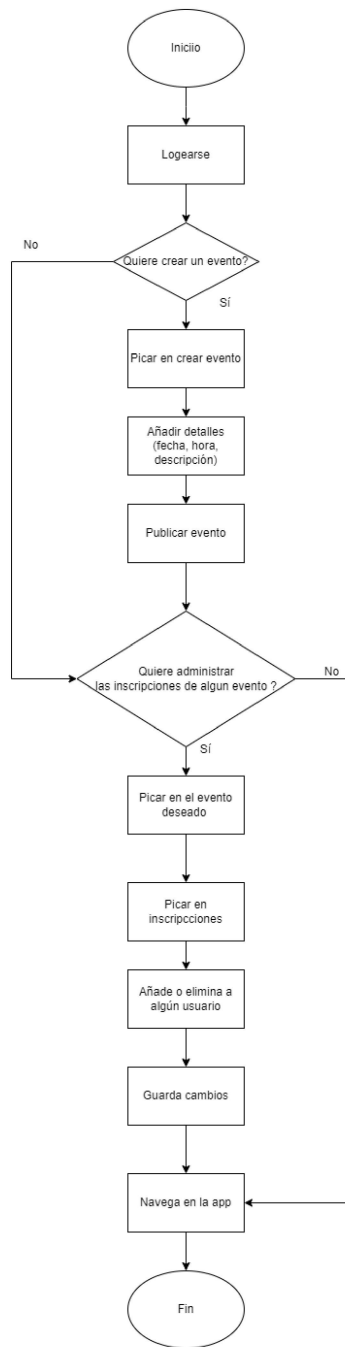 Iniciio
Logearse
No
Quiere crear un evento?
Sí
Picar en crear evento
Añadir detalles
(fecha, hora,
descripción)
Publicar evento
Quiere administrar
las inscripciones de algun evento ?
No
Sí
Picar en el evento
deseado
Picar en
inscripcciones
Añade o elimina a
algún usuario
Guarda cambios
Navega en la app
Fin